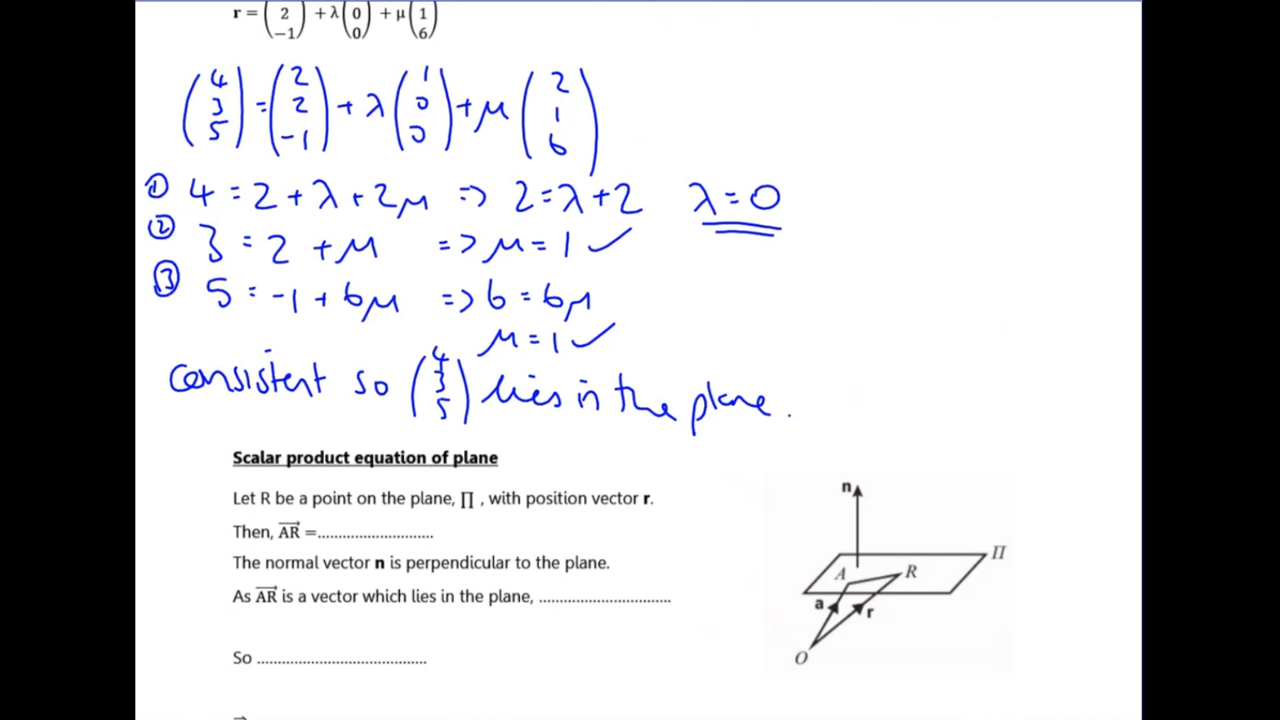 r = ( 2 −1 ) + λ ( 0 0 ) + μ ( 1 6 )
( 4 3 5 ) = ( 2 2 -1 ) + λ ( 1 0 0 ) + μ ( 2 1 6 )
① 4 = 2 + λ + 2μ => 2 = λ + 2 λ = 0
② 3 = 2 + μ => μ = 1 ✓
③ 5 = -1 + 6μ => 6 = 6μ
μ = 1 ✓
Consistent so ( 4 3 5 ) lies in the plane.
Scalar product equation of plane
Let R be a point on the plane, ∏ , with position vector r.
Then, AR⃗ =............................
The normal vector n is perpendicular to the plane.
As AR⃗ is a vector which lies in the plane, ................................
So .........................................
n
Π
A
R
a
r
O